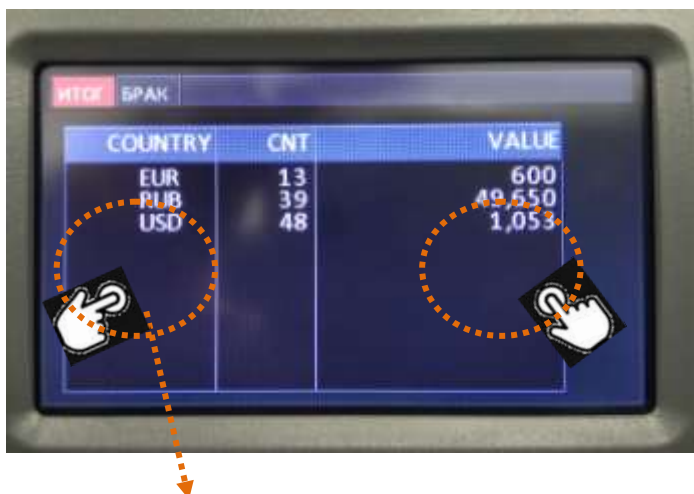 ИТОГ БРАК
COUNTRY CNT VALUE
EUR 13 600
RUB 39 49,650
USD 48 1,053